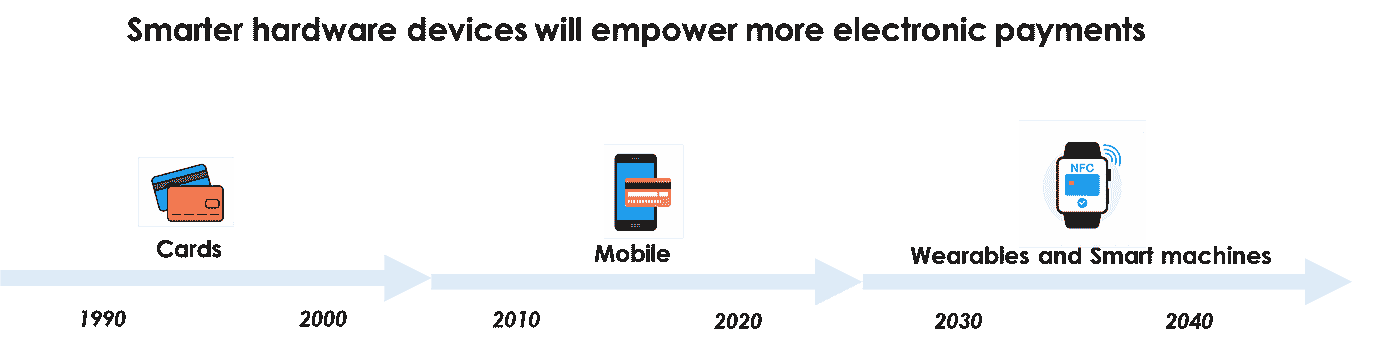 Smarter hardware devices will empower more electronic payments
NFC
Cards
Mobile
Wearables and Smart machines
1990 2000 2010 2020 2030 2040